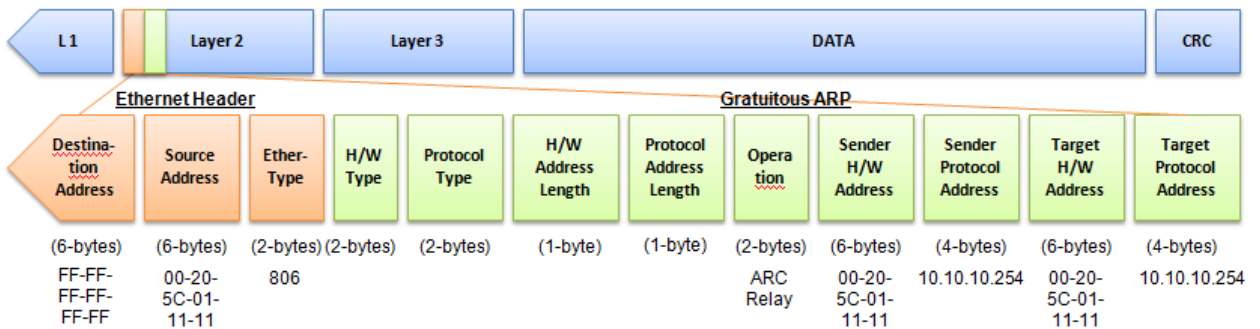 L 1
Layer 2
Layer 3
DATA
CRC
Ethernet Header
Gratuitous ARP
Destina-
tion
Address
Source
Address
Ether-
Type
H/W
Type
Protocol
Type
H/W
Address
Length
Protocol
Address
Length
Opera
tion
Sender
H/W
Address
Sender
Protocol
Address
Target
H/W
Address
Target
Protocol
Address
(6-bytes)
(6-bytes)
(2-bytes)
(2-bytes)
(2-bytes)
(1-byte)
(1-byte)
(2-bytes)
(6-bytes)
(4-bytes)
(6-bytes)
(4-bytes)
FF-FF-
FF-FF-
FF-FF
00-20-
5C-01-
11-11
806
ARC
Relay
00-20-
5C-01-
11-11
10.10.10.254
00-20-
5C-01-
11-11
10.10.10.254